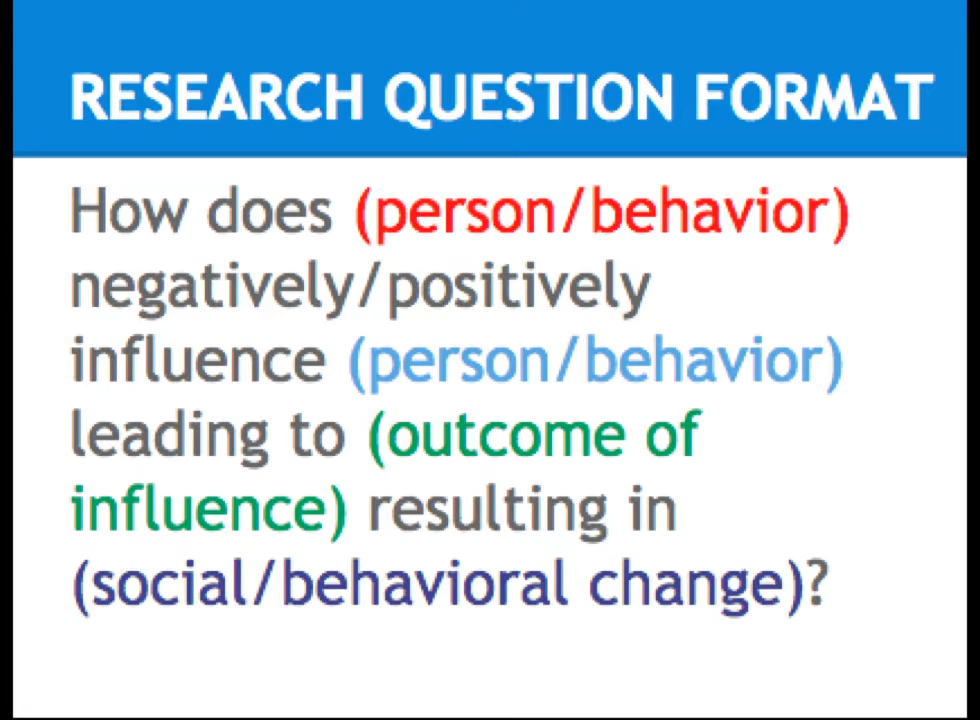 RESEARCH QUESTION FORMAT
How does (person/behavior)
negatively/positively
influence (person/behavior)
leading to (outcome of
influence) resulting in
(social/behavioral change)?